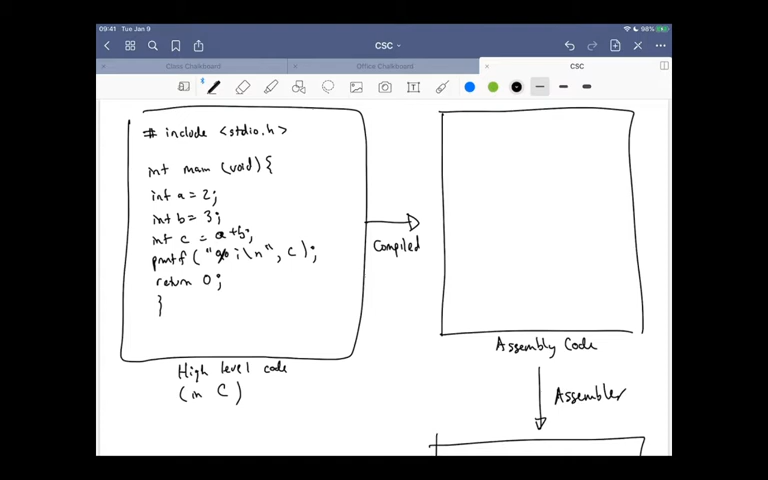 09:41 Tue Jan 9
98%
CSC
Class Chalkboard
Office Chalkboard
CSC
# include <stdio.h>
int main (void) {
int a = 2;
int b = 3;
int c = a+b;
printf ("%i\n", c);
return 0;
}
High level code
(in C)
Compiled
Assembly Code
Assembler